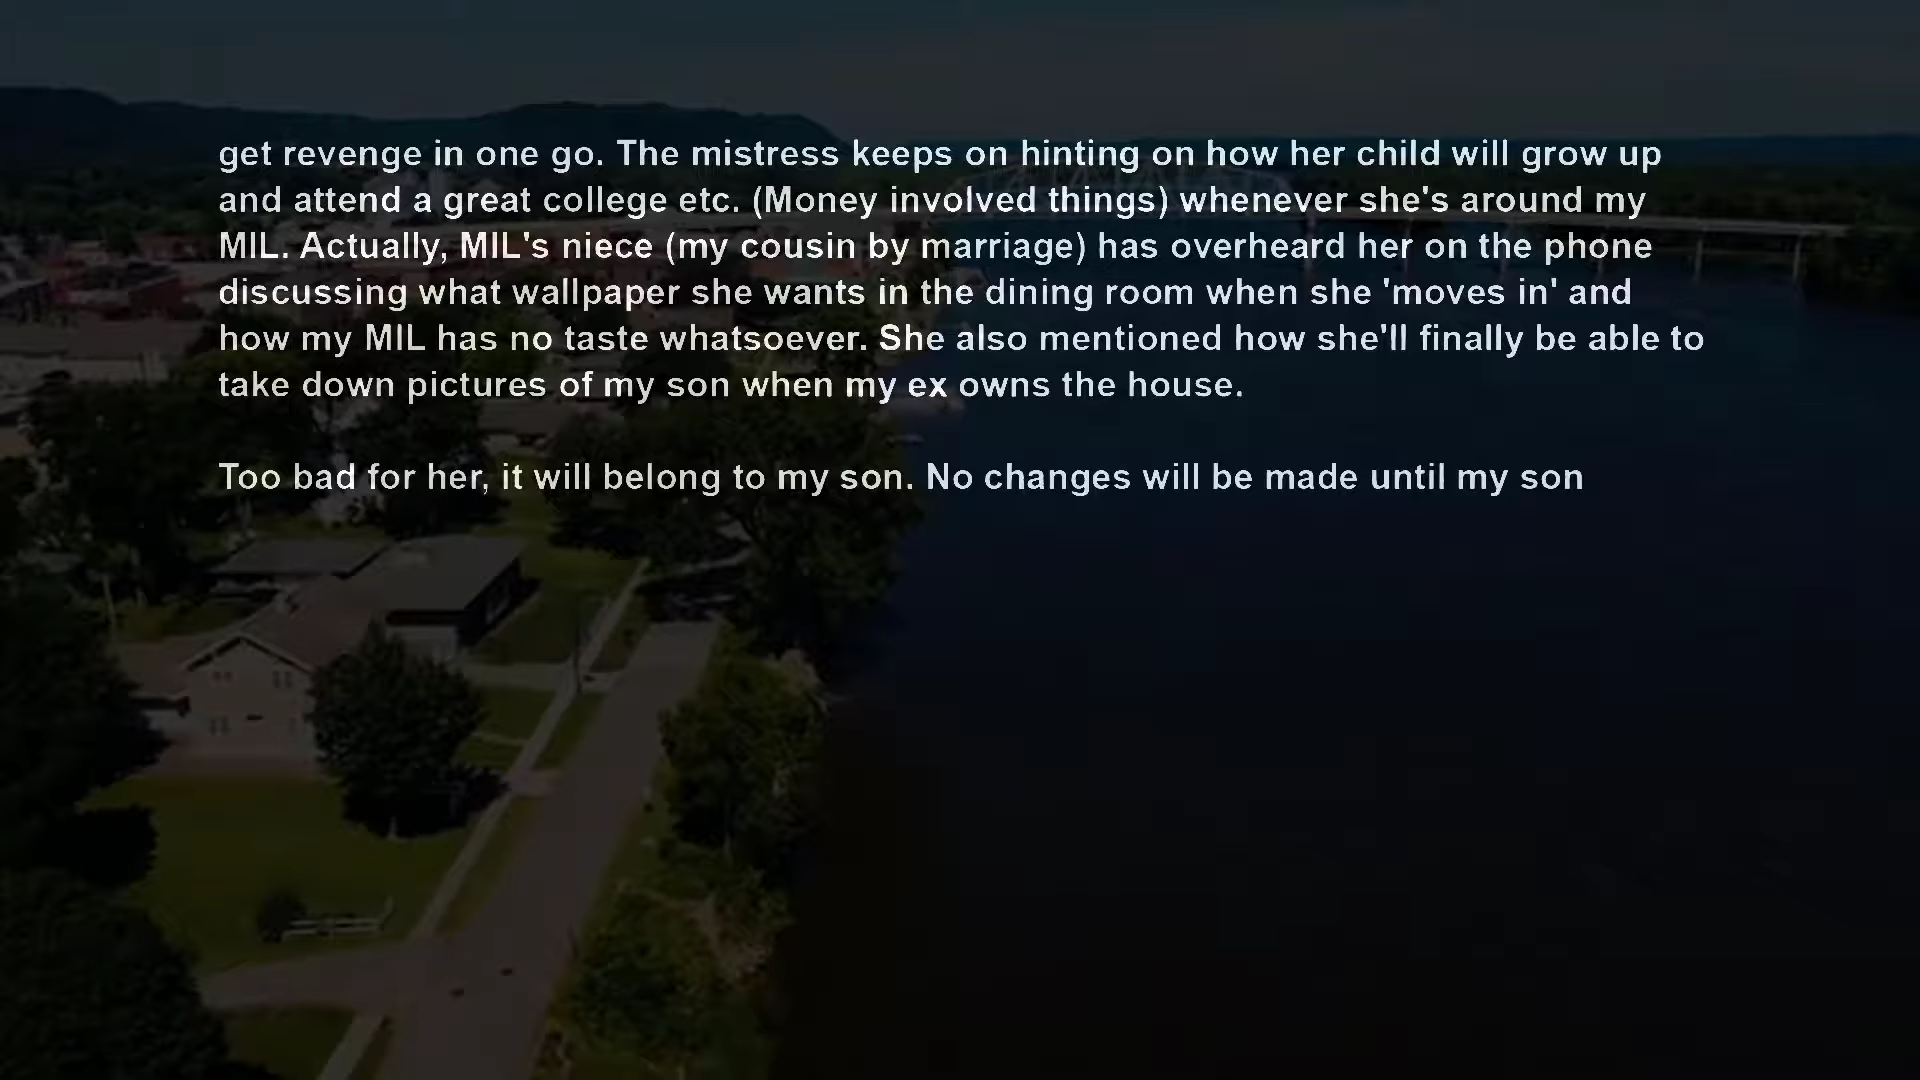 get revenge in one go. The mistress keeps on hinting on how her child will grow up
and attend a great college etc. (Money involved things) whenever she's around my
MIL. Actually, MIL's niece (my cousin by marriage) has overheard her on the phone
discussing what wallpaper she wants in the dining room when she 'moves in' and
how my MIL has no taste whatsoever. She also mentioned how she'll finally be able to
take down pictures of my son when my ex owns the house.
Too bad for her, it will belong to my son. No changes will be made until my son